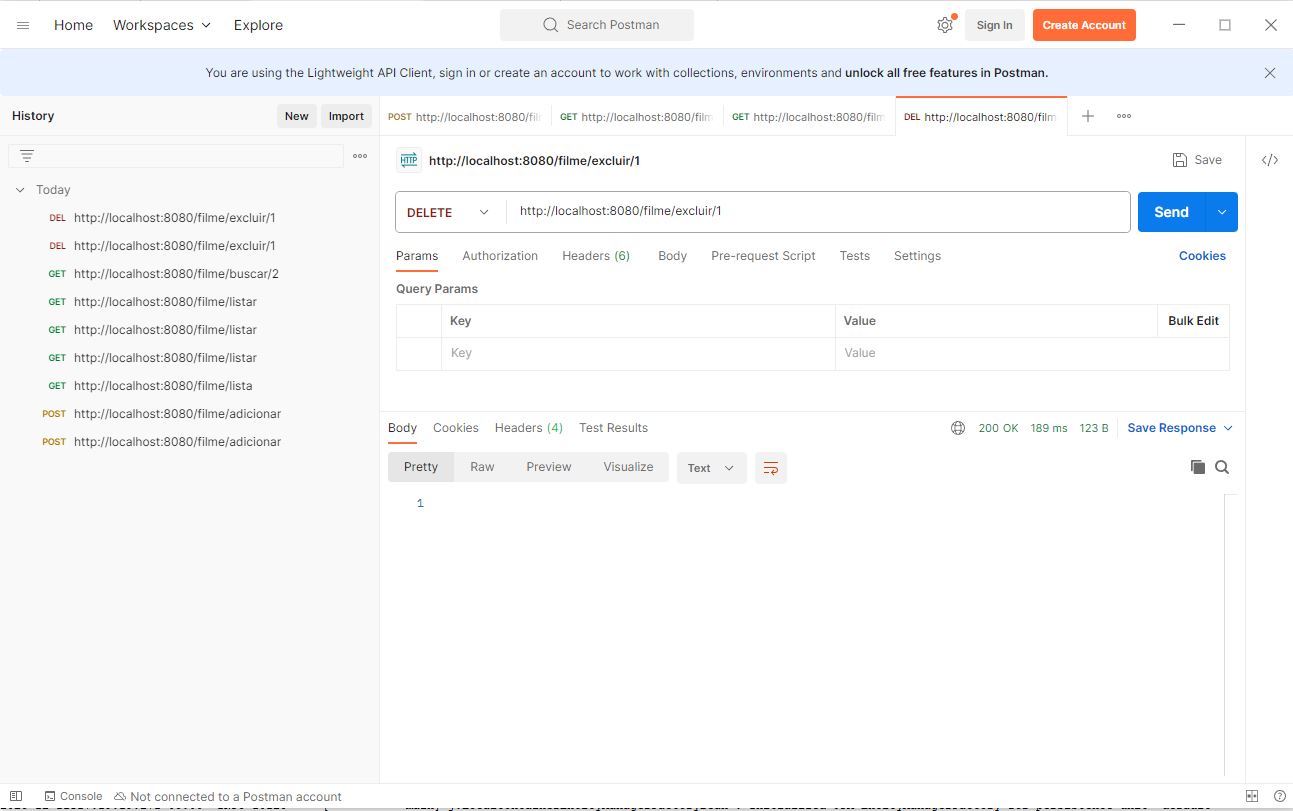 Home Workspaces Explore Search Postman Sign In Create Account
You are using the Lightweight API Client, sign in or create an account to work with collections, environments and unlock all free features in Postman.
History New Import
Today
DEL http://localhost:8080/filme/excluir/1
DEL http://localhost:8080/filme/excluir/1
GET http://localhost:8080/filme/buscar/2
GET http://localhost:8080/filme/listar
GET http://localhost:8080/filme/listar
GET http://localhost:8080/filme/listar
GET http://localhost:8080/filme/lista
POST http://localhost:8080/filme/adicionar
POST http://localhost:8080/filme/adicionar
POST http://localhost:8080/fil GET http://localhost:8080/film GET http://localhost:8080/film DEL http://localhost:8080/film
HTTP http://localhost:8080/filme/excluir/1 Save </>
DELETE http://localhost:8080/filme/excluir/1 Send
Params Authorization Headers (6) Body Pre-request Script Tests Settings Cookies
Query Params
Key Value Bulk Edit
Key Value
Body Cookies Headers (4) Test Results 200 OK 189 ms 123 B Save Response
Pretty Raw Preview Visualize Text
1
Console Not connected to a Postman account